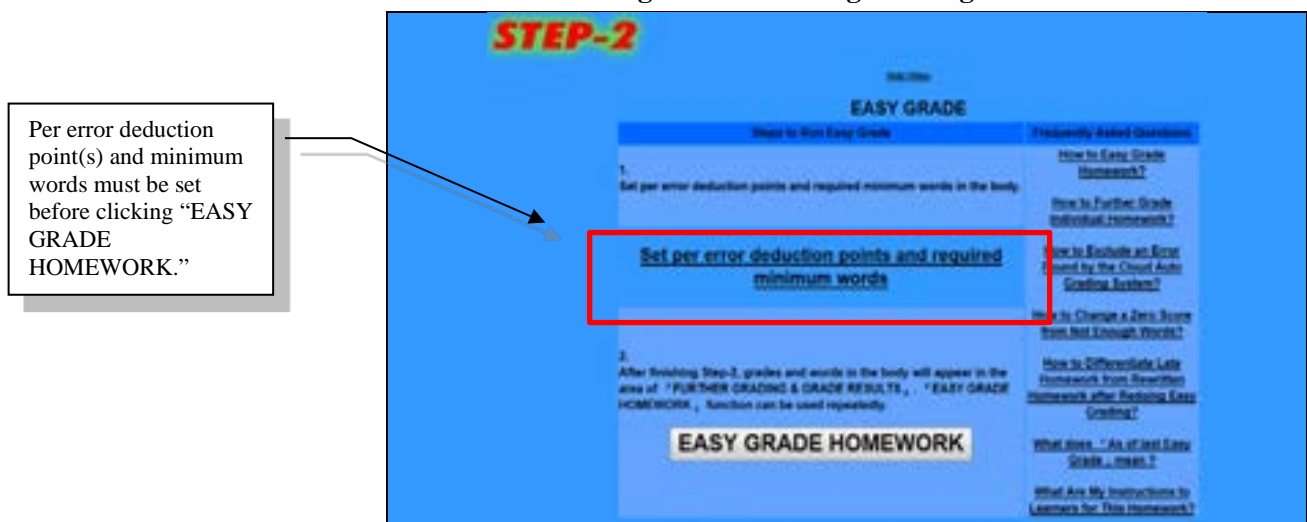 STEP-2
EASY GRADE
Per error deduction
point(s) and minimum
words must be set
before clicking “EASY
GRADE
HOMEWORK.”
Steps to Run Easy Grade
1.
Set per error deduction points and required minimum words in the body.
Set per error deduction points and required
minimum words
2.
After finishing Step-2, grades and words in the body will appear in the
area of 「FURTHER GRADING & GRADE RESULTS」, 「EASY GRADE
HOMEWORK」 function can be used repeatedly.
EASY GRADE HOMEWORK
Frequently Asked Questions
How to Easy Grade
Homework?
How to Further Grade
Individual Homework?
How to Exclude an Error
Found by the Cloud Auto
Grading System?
How to Change a Zero Score
from Not Enough Words?
How to Differentiate Late
Homework from Rewritten
Homework after Redoing Easy
Grading?
What does 「As of last Easy
Grade」 mean ?
What Are My Instructions to
Learners for This Homework?